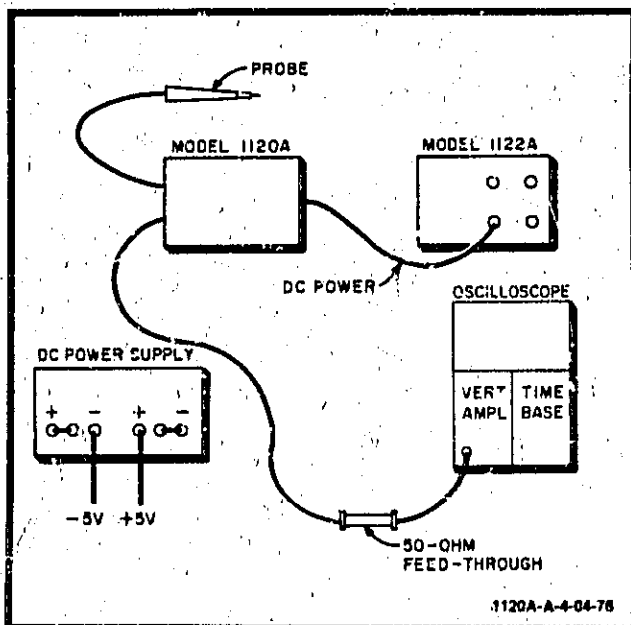 PROBE
MODEL 1120A
MODEL 1122A
DC POWER
OSCILLOSCOPE
DC POWER SUPPLY
+ - + -
VERT
AMPL
TIME
BASE
-5V +5V
50-OHM
FEED-THROUGH
1120A-A-4-04-76